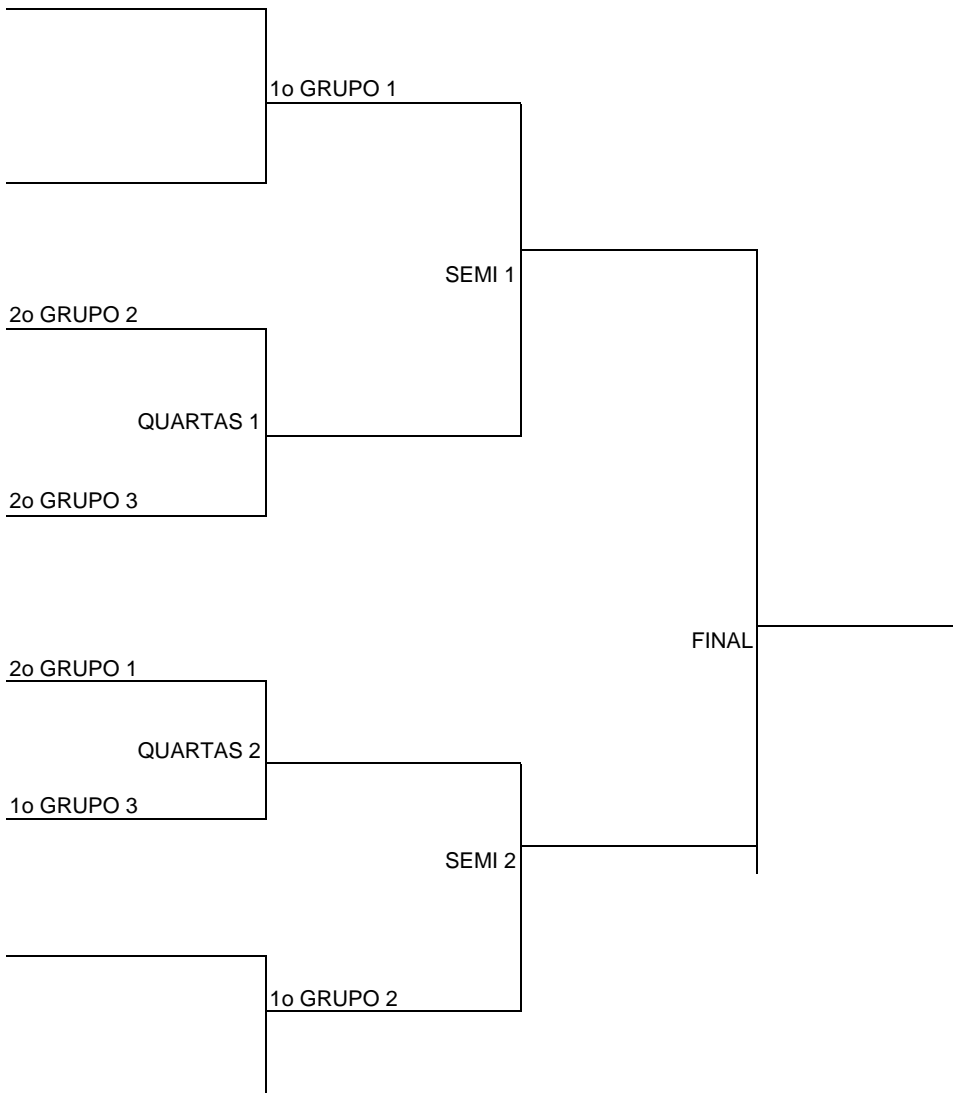 1o GRUPO 1
SEMI 1
2o GRUPO 2
QUARTAS 1
2o GRUPO 3
FINAL
2o GRUPO 1
QUARTAS 2
1o GRUPO 3
SEMI 2
1o GRUPO 2